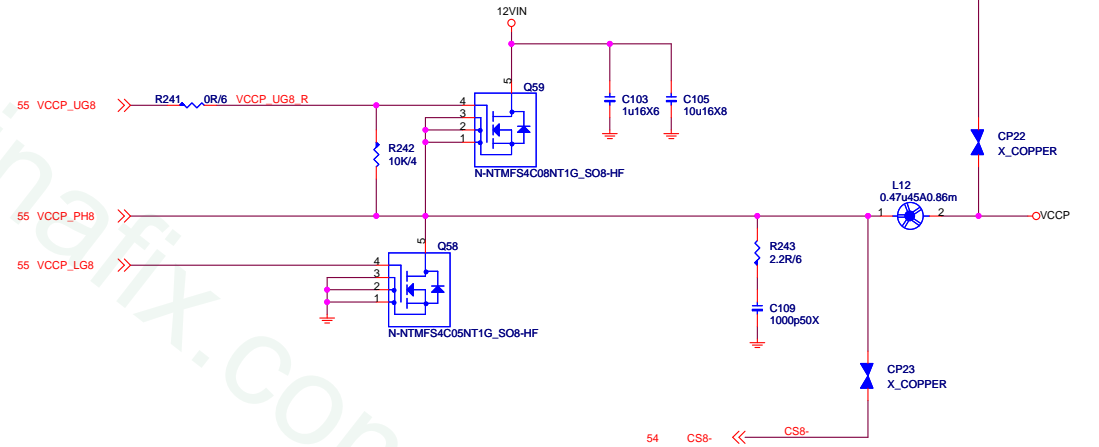 12VIN
5
Q59
55 VCCP_UG8
R241
0R/6
VCCP_UG8_R
4
3
2
1
C103
1u16X6
C105
10u16X8
R242
10K/4
N-NTMFS4C08NT1G_SO8-HF
CP22
X_COPPER
L12
0.47u45A0.86m
55 VCCP_PH8
1
2
VCCP
5
Q58
55 VCCP_LG8
4
3
2
1
R243
2.2R/6
C109
1000p50X
N-NTMFS4C05NT1G_SO8-HF
CP23
X_COPPER
54 CS8-
CS8-
inafix.com